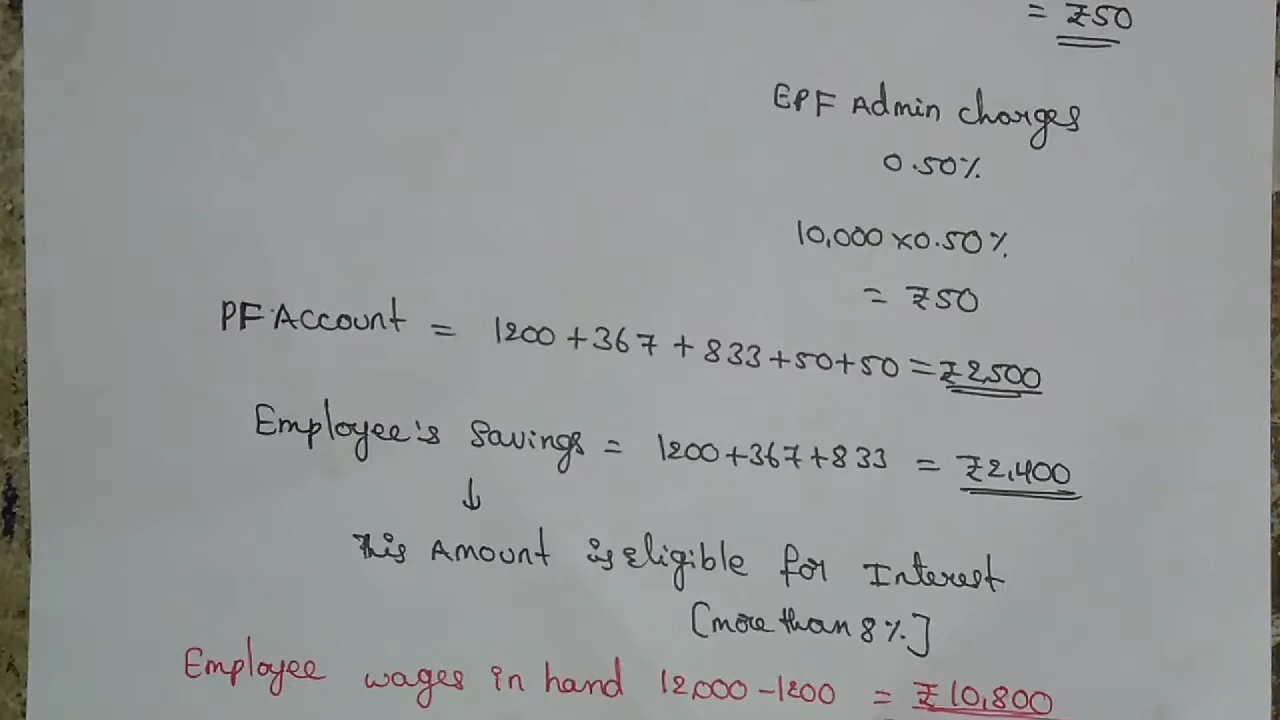 = ₹50
EPF Admin charges
0.50%
10,000 x0.50%
= ₹50
PF Account = 1200+367+833+50+50=₹2,500
Employee's Savings = 1200+367+833 = ₹2,400
↓
This Amount is eligible for Interest
[more than 8%]
Employee wages in hand 12,000-1200 = ₹10,800